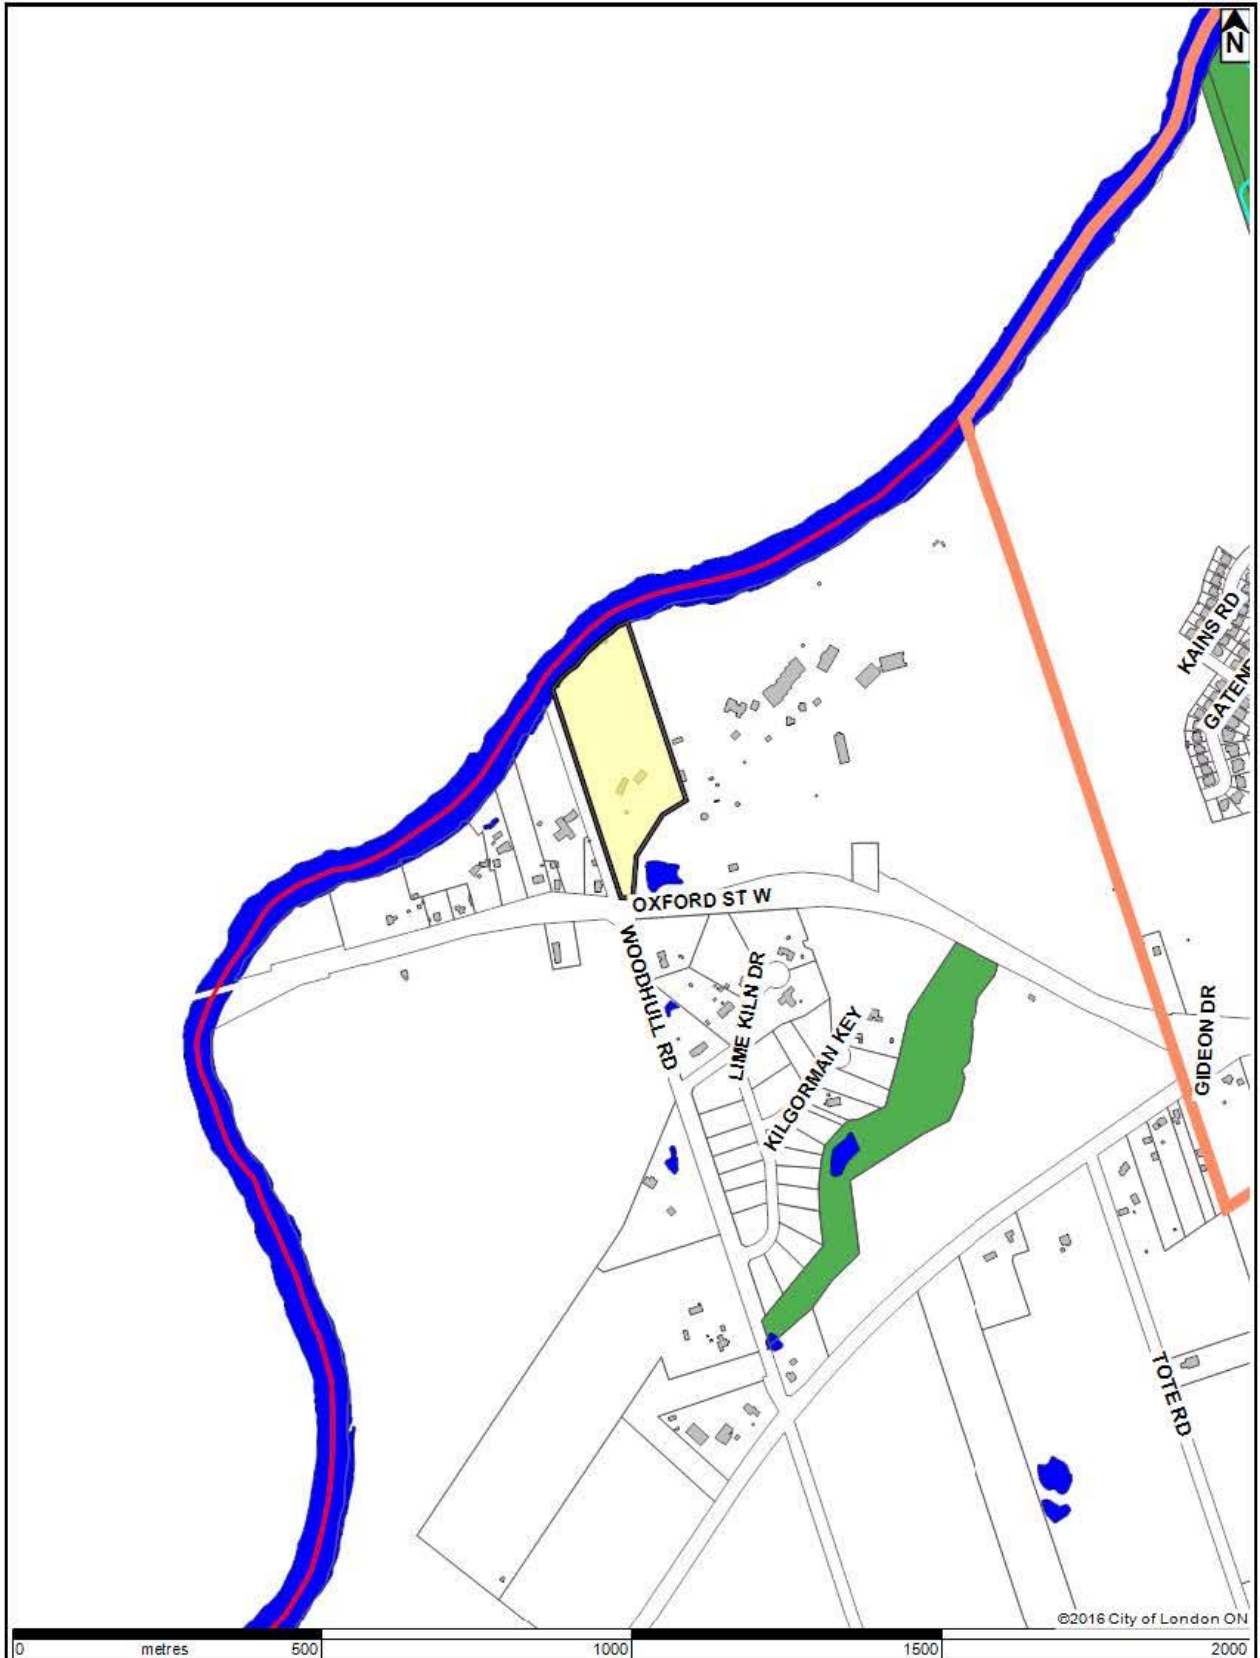 N
KAINS RD
GATEN
OXFORD ST W
WOODHULL RD
LIME KILN DR
KILGORMAN KEY
GIDEON DR
TOTE RD
©2016 City of London ON
0 metres 500 1000 1500 2000